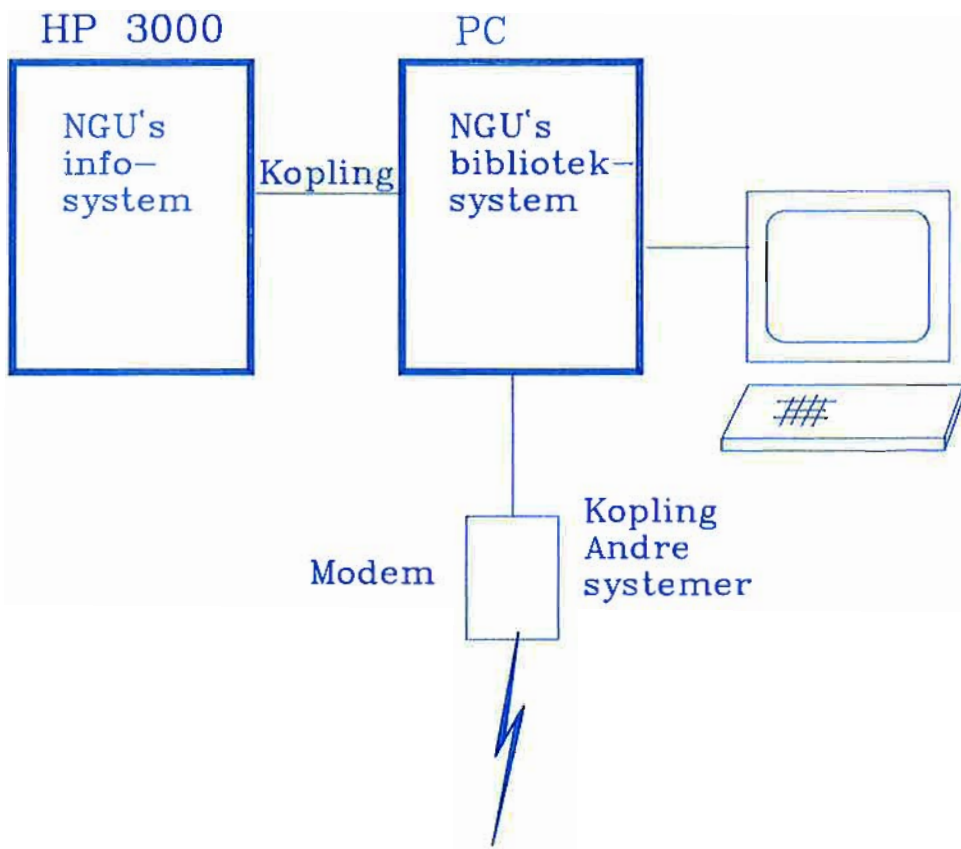 HP 3000
PC
NGU's
info-
system
Kopling
NGU's
bibliotek-
system
Modem
Kopling
Andre
systemer